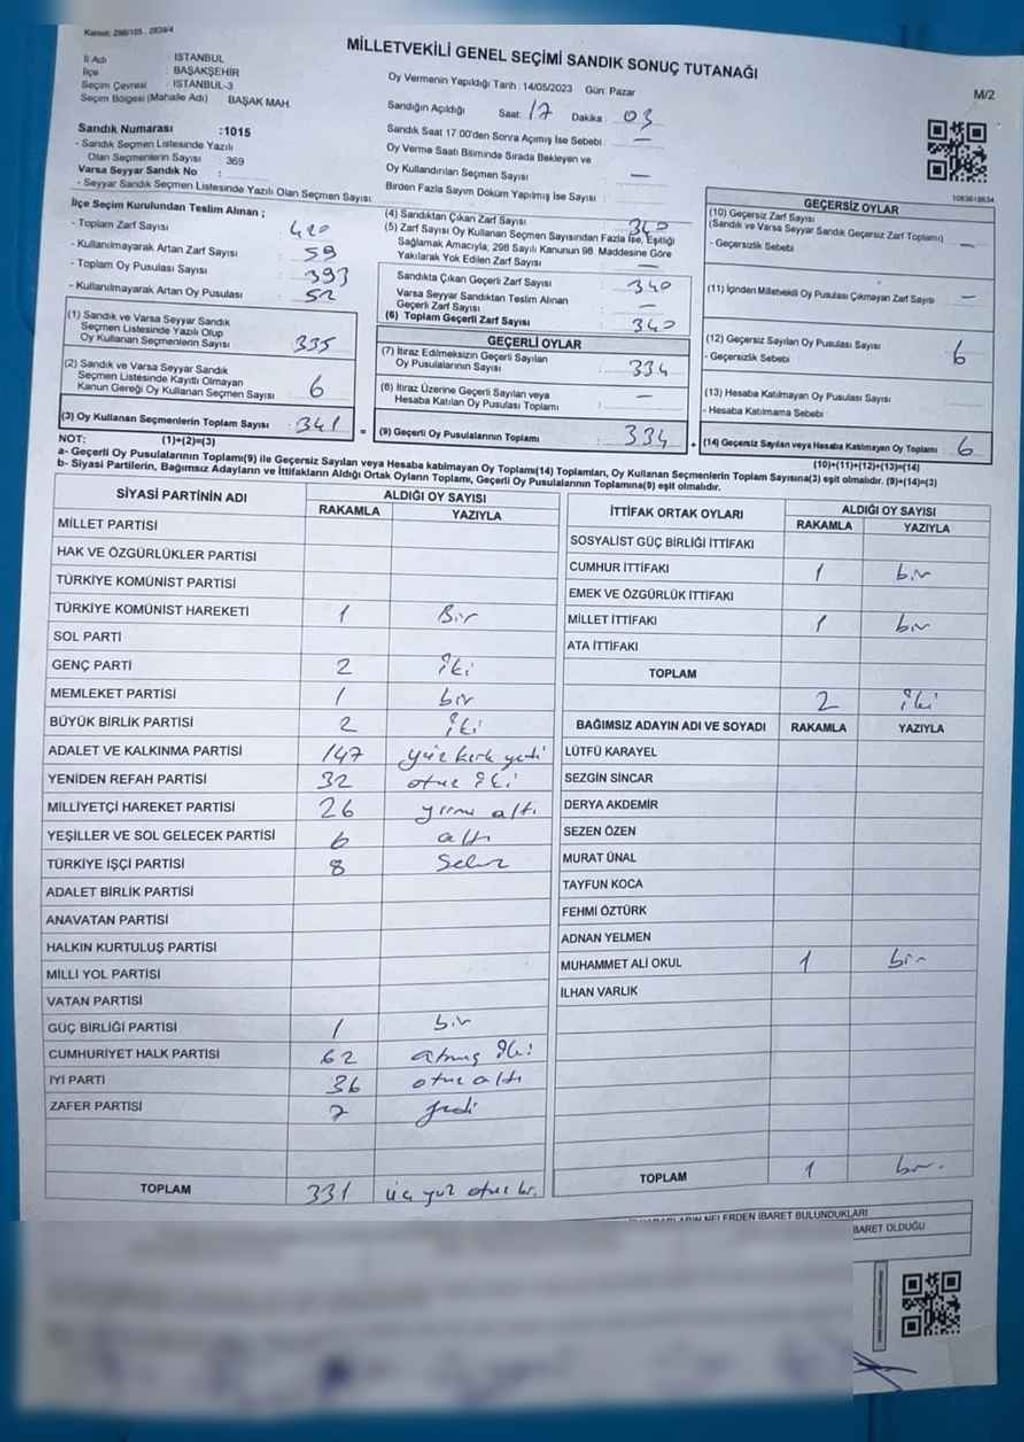 Kanun: 298/105 , 2839/4
MİLLETVEKİLİ GENEL SEÇİMİ SANDIK SONUÇ TUTANAĞI
M/2
İl Adı : İSTANBUL
İlçe : BAŞAKŞEHİR
Seçim Çevresi : İSTANBUL-3
Seçim Bölgesi (Mahalle Adı) BAŞAK MAH.
Oy Vermenin Yapıldığı Tarih : 14/05/2023 Gün: Pazar
Sandığın Açıldığı Saat: 17 Dakika : 03
Sandık Saat 17.00'den Sonra Açımış İse Sebebi : —
Oy Verme Saati Bitiminde Sırada Bekleyen ve
Oy Kullandırılan Seçmen Sayısı : —
Birden Fazla Sayım Döküm Yapılmış İse Sayısı :
Sandık Numarası :1015
- Sandık Seçmen Listesinde Yazılı
Olan Seçmenlerin Sayısı 369
Varsa Seyyar Sandık No :
- Seyyar Sandık Seçmen Listesinde Yazılı Olan Seçmen Sayısı
İlçe Seçim Kurulundan Teslim Alınan ;
- Toplam Zarf Sayısı : 420
- Kullanılmayarak Artan Zarf Sayısı : 59
- Toplam Oy Pusulası Sayısı : 393
- Kullanılmayarak Artan Oy Pusulası : 52
(1) Sandık ve Varsa Seyyar Sandık
Seçmen Listesinde Yazılı Olup
Oy Kullanan Seçmenlerin Sayısı 335
(2) Sandık ve Varsa Seyyar Sandık
Seçmen Listesinde Kayıtlı Olmayan
Kanun Gereği Oy Kullanan Seçmen Sayısı 6
(3) Oy Kullanan Seçmenlerin Toplam Sayısı : 341
(4) Sandıktan Çıkan Zarf Sayısı 340
(5) Zarf Sayısı Oy Kullanan Seçmen Sayısından Fazla İse, Eşitliği
Sağlamak Amacıyla, 298 Sayılı Kanunun 98. Maddesine Göre
Yakılarak Yok Edilen Zarf Sayısı —
Sandıkta Çıkan Geçerli Zarf Sayısı : 340
Varsa Seyyar Sandıktan Teslim Alınan
Geçerli Zarf Sayısı : —
(6) Toplam Geçerli Zarf Sayısı : 340
GEÇERLİ OYLAR
(7) İtiraz Edilmeksizin Geçerli Sayılan
Oy Pusulalarının Sayısı : 334
(8) İtiraz Üzerine Geçerli Sayılan veya
Hesaba Katılan Oy Pusulası Toplamı : —
= (9) Geçerli Oy Pusulalarının Toplamı : 334
GEÇERSİZ OYLAR
(10) Geçersiz Zarf Sayısı
(Sandık ve Varsa Seyyar Sandık Geçersiz Zarf Toplamı) : —
- Geçersizlik Sebebi
(11) İçinden Milletvekili Oy Pusulası Çıkmayan Zarf Sayısı —
(12) Geçersiz Sayılan Oy Pusulası Sayısı : 6
- Geçersizlik Sebebi
(13) Hesaba Katılmayan Oy Pusulası Sayısı
- Hesaba Katılmama Sebebi
+ (14) Geçersiz Sayılan veya Hesaba Katılmayan Oy Toplamı 6
NOT: (1)+(2)=(3)
(10)+(11)+(12)+(13)=(14)
a- Geçerli Oy Pusulalarının Toplamı(9) ile Geçersiz Sayılan veya Hesaba katılmayan Oy Toplamı(14) Toplamları, Oy Kullanan Seçmenlerin Toplam Sayısına(3) eşit olmalıdır. (9)+(14)=(3)
b- Siyasi Partilerin, Bağımsız Adayların ve İttifakların Aldığı Ortak Oyların Toplamı, Geçerli Oy Pusulalarının Toplamına(9) eşit olmalıdır.
SİYASİ PARTİNİN ADI ALDIĞI OY SAYISI
RAKAMLA YAZIYLA
MİLLET PARTİSİ
HAK VE ÖZGÜRLÜKLER PARTİSİ
TÜRKİYE KOMÜNİST PARTİSİ
TÜRKİYE KOMÜNİST HAREKETİ 1 Bir
SOL PARTİ
GENÇ PARTİ 2 iki
MEMLEKET PARTİSİ 1 bir
BÜYÜK BİRLİK PARTİSİ 2 iki
ADALET VE KALKINMA PARTİSİ 147 yüz kırk yedi
YENİDEN REFAH PARTİSİ 32 otuz iki
MİLLİYETÇİ HAREKET PARTİSİ 26 yirmi altı
YEŞİLLER VE SOL GELECEK PARTİSİ 6 altı
TÜRKİYE İŞÇİ PARTİSİ 8 Sekiz
ADALET BİRLİK PARTİSİ
ANAVATAN PARTİSİ
HALKIN KURTULUŞ PARTİSİ
MİLLİ YOL PARTİSİ
VATAN PARTİSİ
GÜÇ BİRLİĞİ PARTİSİ 1 bir
CUMHURİYET HALK PARTİSİ 62 atmış iki
İYİ PARTİ 36 otuz altı
ZAFER PARTİSİ 7 yedi
TOPLAM 331 üç yüz otuz bir
İTTİFAK ORTAK OYLARI ALDIĞI OY SAYISI
RAKAMLA YAZIYLA
SOSYALİST GÜÇ BİRLİĞİ İTTİFAKI
CUMHUR İTTİFAKI 1 bir
EMEK VE ÖZGÜRLÜK İTTİFAKI
MİLLET İTTİFAKI 1 bir
ATA İTTİFAKI
TOPLAM 2 iki
BAĞIMSIZ ADAYIN ADI VE SOYADI RAKAMLA YAZIYLA
LÜTFÜ KARAYEL
SEZGİN SİNCAR
DERYA AKDEMİR
SEZEN ÖZEN
MURAT ÜNAL
TAYFUN KOCA
FEHMİ ÖZTÜRK
ADNAN YELMEN
MUHAMMET ALİ OKUL 1 bir
İLHAN VARLIK
TOPLAM 1 bir.
NELERDEN İBARET BULUNDUKLARI
İBARET OLDUĞU